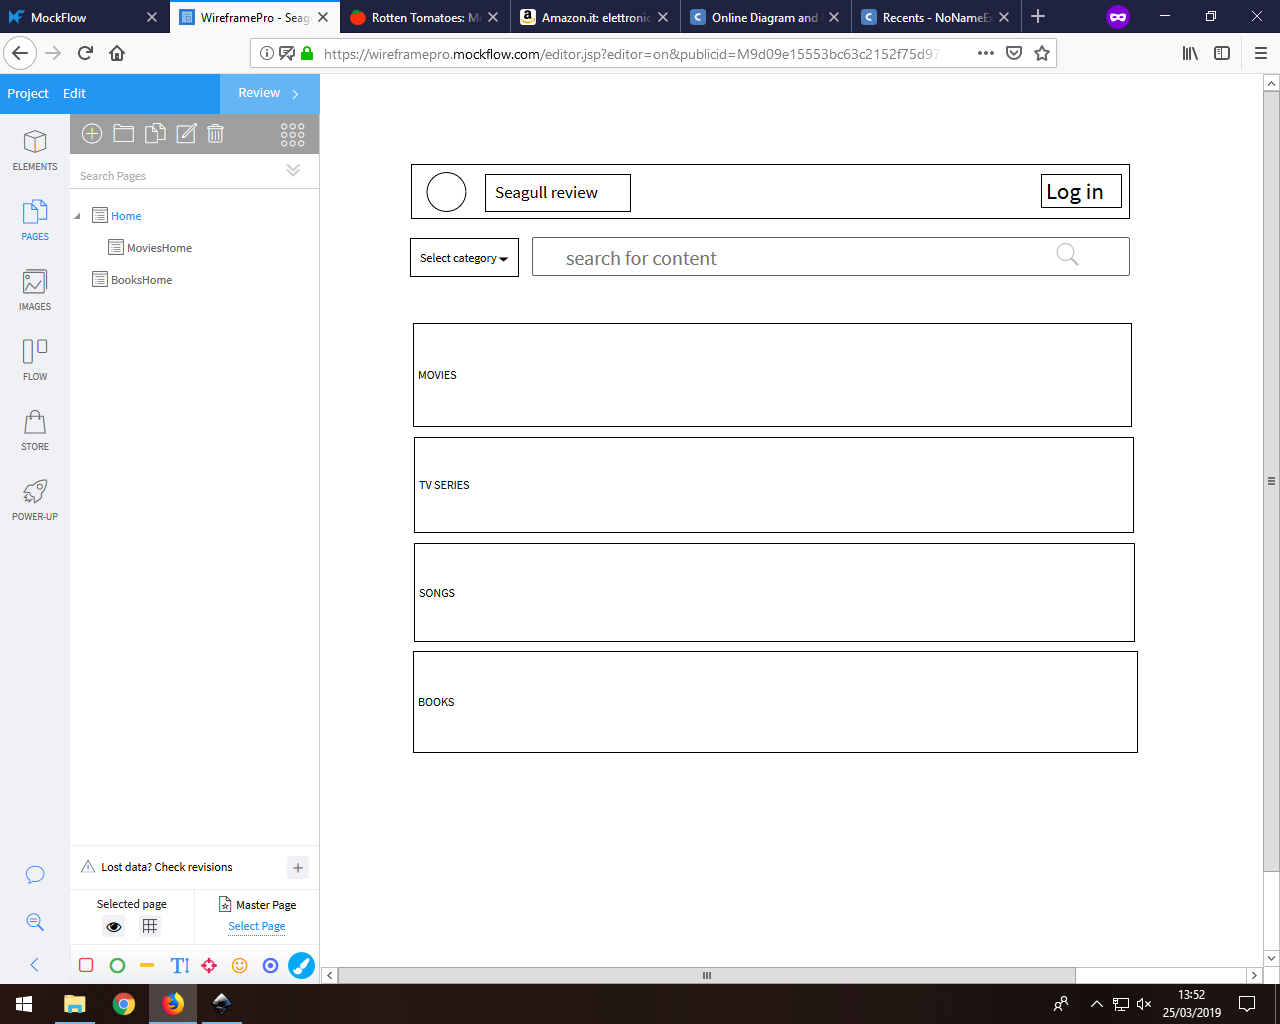 MockFlow
WireframePro - Seag
Rotten Tomatoes: M
Amazon.it: elettronic
Online Diagram and
Recents - NoNameE
https://wireframepro.mockflow.com/editor.jsp?editor=on&publicid=M9d09e15553bc63c2152f75d97
Project Edit Review
ELEMENTS
PAGES
IMAGES
FLOW
STORE
POWER-UP
Search Pages
Home
MoviesHome
BooksHome
Lost data? Check revisions
Selected page
Master Page
Select Page
Seagull review
Log in
Select category
search for content
MOVIES
TV SERIES
SONGS
BOOKS
13:52
25/03/2019